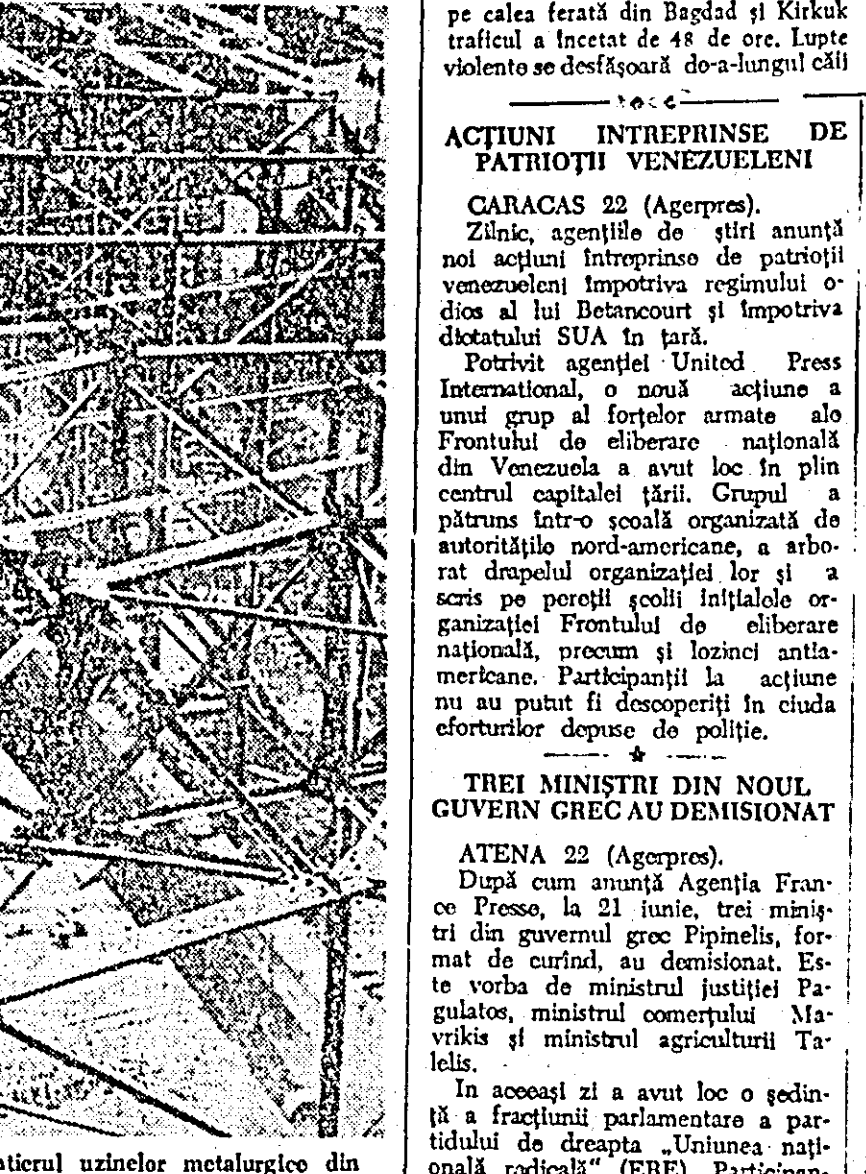 pe calea ferată din Bagdad și Kirkuk
traficul a încetat de 48 de ore. Lupte
violente se desfășoară de-a-lungul căii
ACȚIUNI INTREPRINSE DE
PATRIOȚII VENEZUELENI
CARACAS 22 (Agerpres).
Zilnic, agențiile de știri anunță
noi acțiuni întreprinse de patrioții
venezueleni împotriva regimului o-
dios al lui Betancourt și împotriva
dictatului SUA în țară.
Potrivit agenției United Press
International, o nouă acțiune a
unui grup al forțelor armate ale
Frontului de eliberare națională
din Venezuela a avut loc în plin
centrul capitalei țării. Grupul a
pătruns într-o școală organizată de
autoritățile nord-americane, a arbo-
rat drapelul organizației lor și a
scris pe pereții școlii inițialele or-
ganizației Frontului de eliberare
națională, precum și lozinci antia-
mericane. Participanții la acțiune
nu au putut fi descoperiți în ciuda
eforturilor depuse de poliție.
TREI MINIȘTRI DIN NOUL
GUVERN GREC AU DEMISIONAT
ATENA 22 (Agerpres).
După cum anunță Agenția Fran-
ce Presse, la 21 iunie, trei miniș-
tri din guvernul grec Pipinelis, for-
mat de curînd, au demisionat. Es-
te vorba de ministrul justiției Pa-
gulatos, ministrul comerțului Ma-
vrikis și ministrul agriculturii Ta-
lelis.
In aceeași zi a avut loc o ședin-
ță a fracțiunii parlamentare a par-
tidului de dreapta „Uniunea națio-
nală radicală" (ERE). Participan-
uzinelor metalurgice din